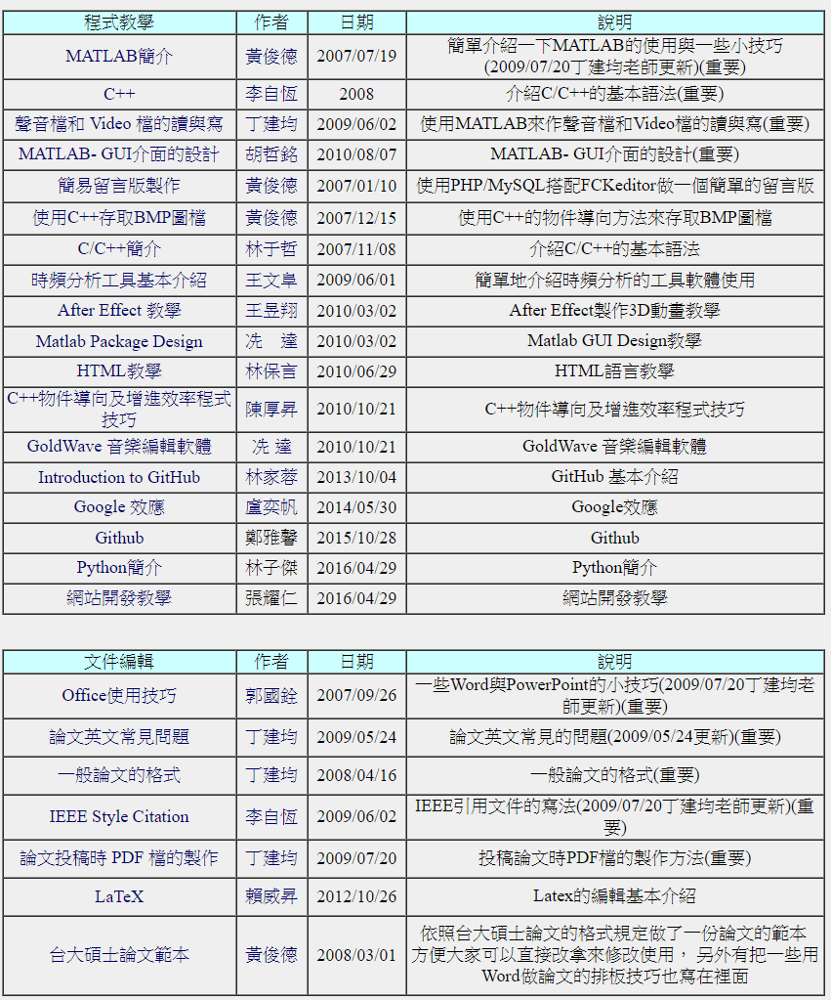 程式教學 作者 日期 說明
MATLAB簡介 黃俊德 2007/07/19 簡單介紹一下MATLAB的使用與一些小技巧
(2009/07/20丁建均老師更新)(重要)
C++ 李自恆 2008 介紹C/C++的基本語法(重要)
聲音檔和 Video 檔的讀與寫 丁建均 2009/06/02 使用MATLAB來作聲音檔和Video檔的讀與寫(重要)
MATLAB- GUI介面的設計 胡哲銘 2010/08/07 MATLAB- GUI介面的設計(重要)
簡易留言版製作 黃俊德 2007/01/10 使用PHP/MySQL搭配FCKeditor做一個簡單的留言版
使用C++存取BMP圖檔 黃俊德 2007/12/15 使用C++的物件導向方法來存取BMP圖檔
C/C++簡介 林于哲 2007/11/08 介紹C/C++的基本語法
時頻分析工具基本介紹 王文阜 2009/06/01 簡單地介紹時頻分析的工具軟體使用
After Effect 教學 王昱翔 2010/03/02 After Effect製作3D動畫教學
Matlab Package Design 冼 達 2010/03/02 Matlab GUI Design教學
HTML教學 林保言 2010/06/29 HTML語言教學
C++物件導向及增進效率程式
技巧 陳厚昇 2010/10/21 C++物件導向及增進效率程式技巧
GoldWave 音樂編輯軟體 冼 達 2010/10/21 GoldWave 音樂編輯軟體
Introduction to GitHub 林家蓉 2013/10/04 GitHub 基本介紹
Google 效應 盧奕帆 2014/05/30 Google效應
Github 鄭雅馨 2015/10/28 Github
Python簡介 林子傑 2016/04/29 Python簡介
網站開發教學 張耀仁 2016/04/29 網站開發教學
文件編輯 作者 日期 說明
Office使用技巧 郭國銓 2007/09/26 一些Word與PowerPoint的小技巧(2009/07/20丁建均老
師更新)(重要)
論文英文常見問題 丁建均 2009/05/24 論文英文常見的問題(2009/05/24更新)(重要)
一般論文的格式 丁建均 2008/04/16 一般論文的格式(重要)
IEEE Style Citation 李自恆 2009/06/02 IEEE引用文件的寫法(2009/07/20丁建均老師更新)(重
要)
論文投稿時 PDF 檔的製作 丁建均 2009/07/20 投稿論文時PDF檔的製作方法(重要)
LaTeX 賴威昇 2012/10/26 Latex的編輯基本介紹
台大碩士論文範本 黃俊德 2008/03/01 依照台大碩士論文的格式規定做了一份論文的範本
方便大家可以直接改拿來修改使用， 另外有把一些用
Word做論文的排板技巧也寫在裡面